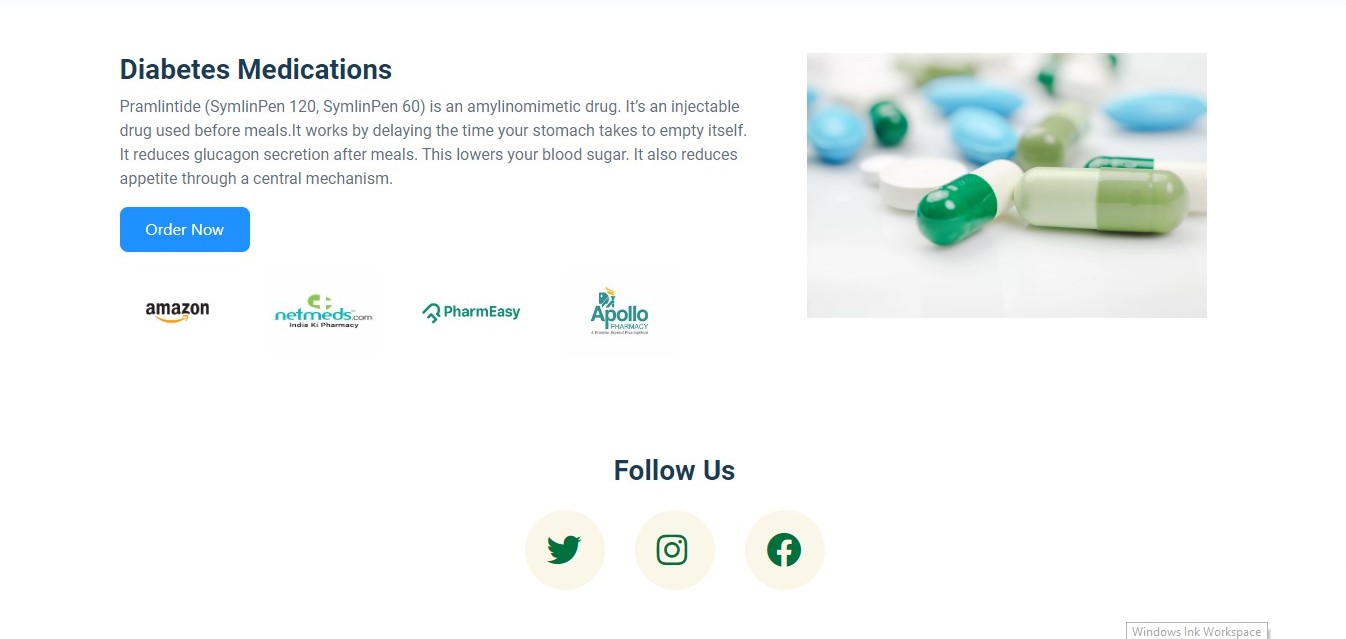 Diabetes Medications
Pramlintide (SymlinPen 120, SymlinPen 60) is an amylinomimetic drug. It’s an injectable
drug used before meals.It works by delaying the time your stomach takes to empty itself.
It reduces glucagon secretion after meals. This lowers your blood sugar. It also reduces
appetite through a central mechanism.
Order Now
amazon
netmeds.com
India Ki Pharmacy
PharmEasy
Apollo
PHARMACY
Follow Us
Windows Ink Workspace